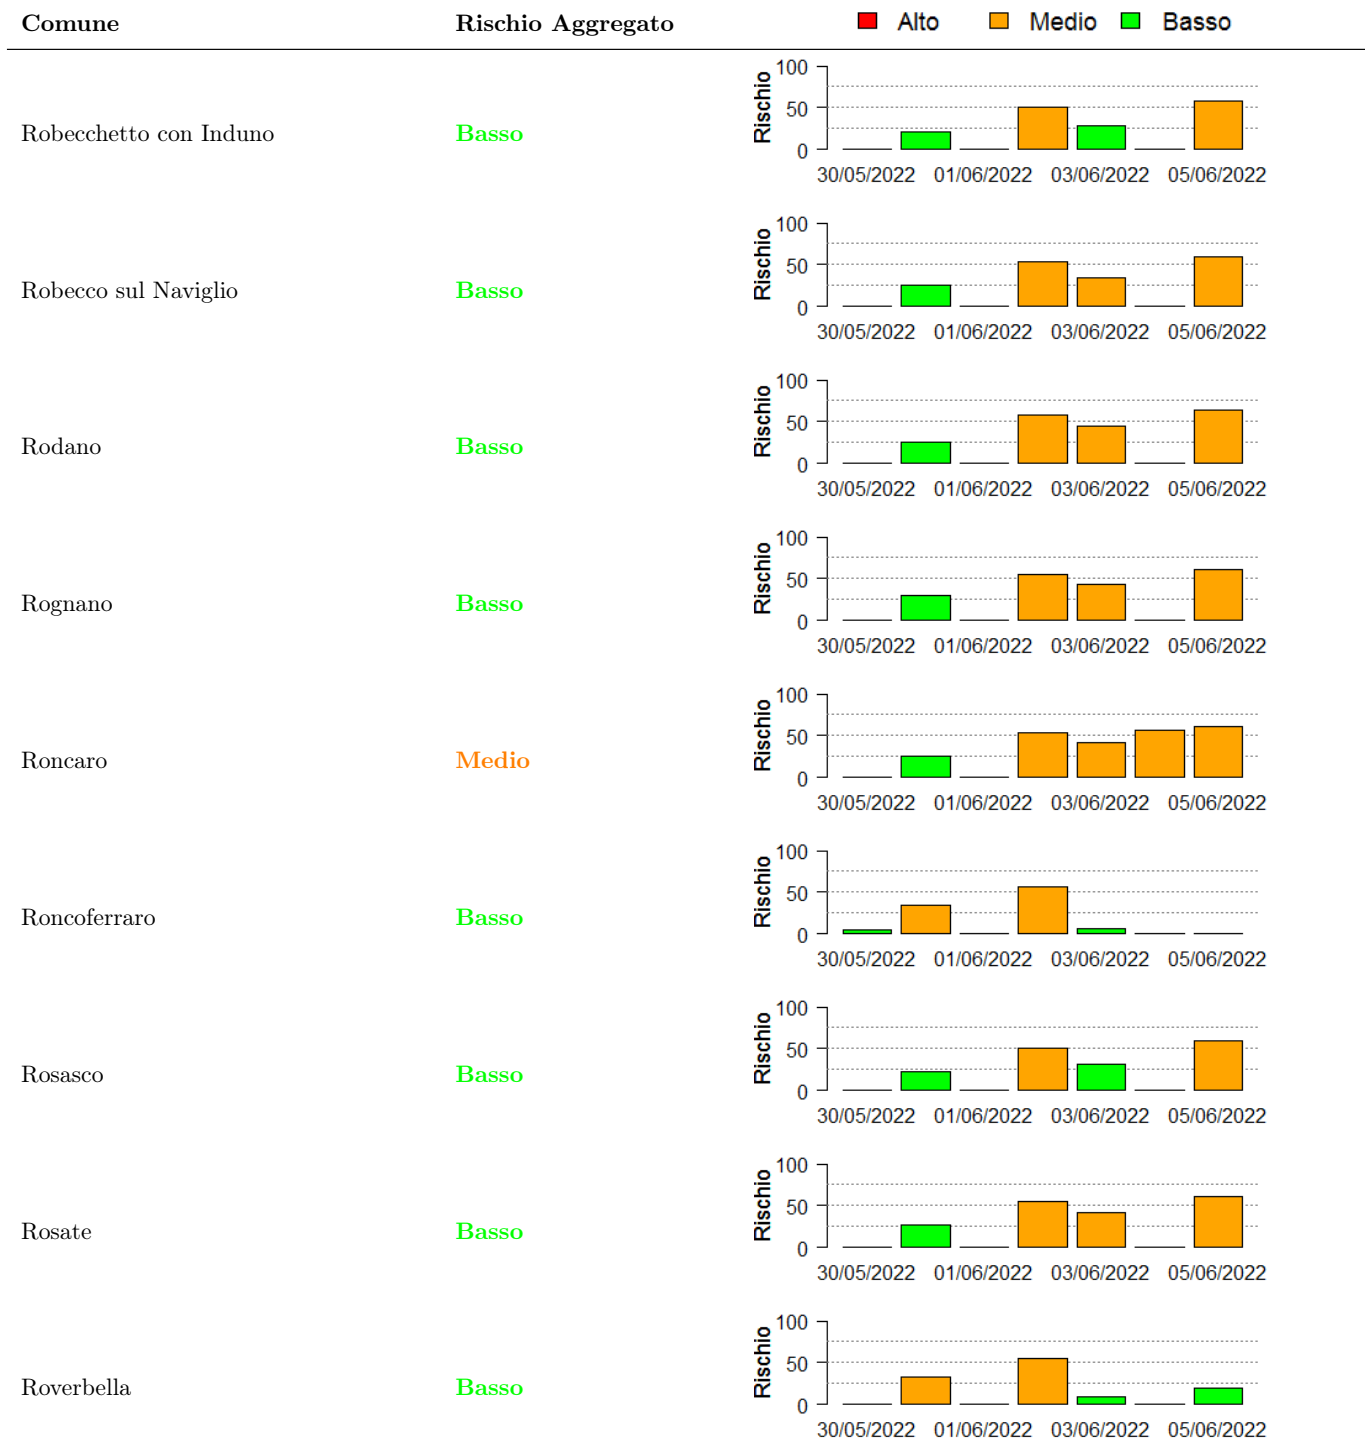 Comune Rischio Aggregato Alto Medio Basso
100
50
0
Rischio
Robecchetto con Induno Basso
30/05/2022 01/06/2022 03/06/2022 05/06/2022
100
50
0
Rischio
Robecco sul Naviglio Basso
30/05/2022 01/06/2022 03/06/2022 05/06/2022
100
50
0
Rischio
Rodano Basso
30/05/2022 01/06/2022 03/06/2022 05/06/2022
100
50
0
Rischio
Rognano Basso
30/05/2022 01/06/2022 03/06/2022 05/06/2022
100
50
0
Rischio
Roncaro Medio
30/05/2022 01/06/2022 03/06/2022 05/06/2022
100
50
0
Rischio
Roncoferraro Basso
30/05/2022 01/06/2022 03/06/2022 05/06/2022
100
50
0
Rischio
Rosasco Basso
30/05/2022 01/06/2022 03/06/2022 05/06/2022
100
50
0
Rischio
Rosate Basso
30/05/2022 01/06/2022 03/06/2022 05/06/2022
100
50
0
Rischio
Roverbella Basso
30/05/2022 01/06/2022 03/06/2022 05/06/2022